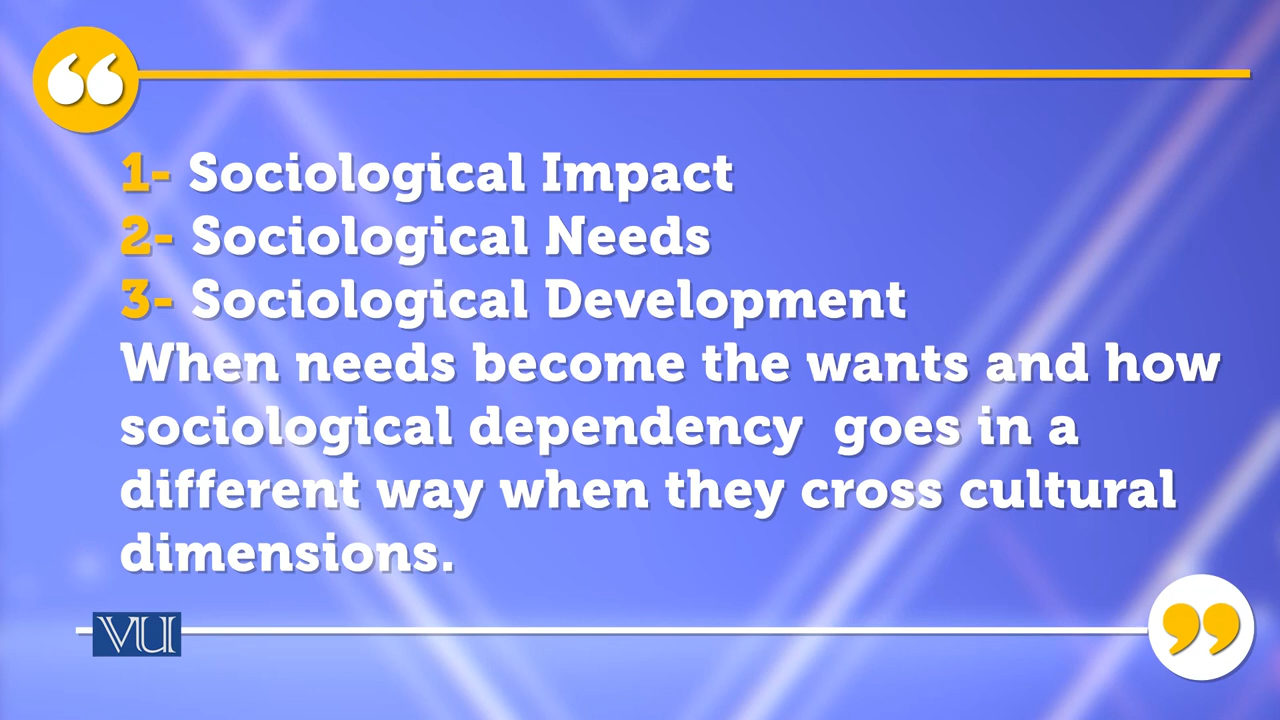 1- Sociological Impact
2- Sociological Needs
3- Sociological Development
When needs become the wants and how
sociological dependency  goes in a
different way when they cross cultural
dimensions.
VU